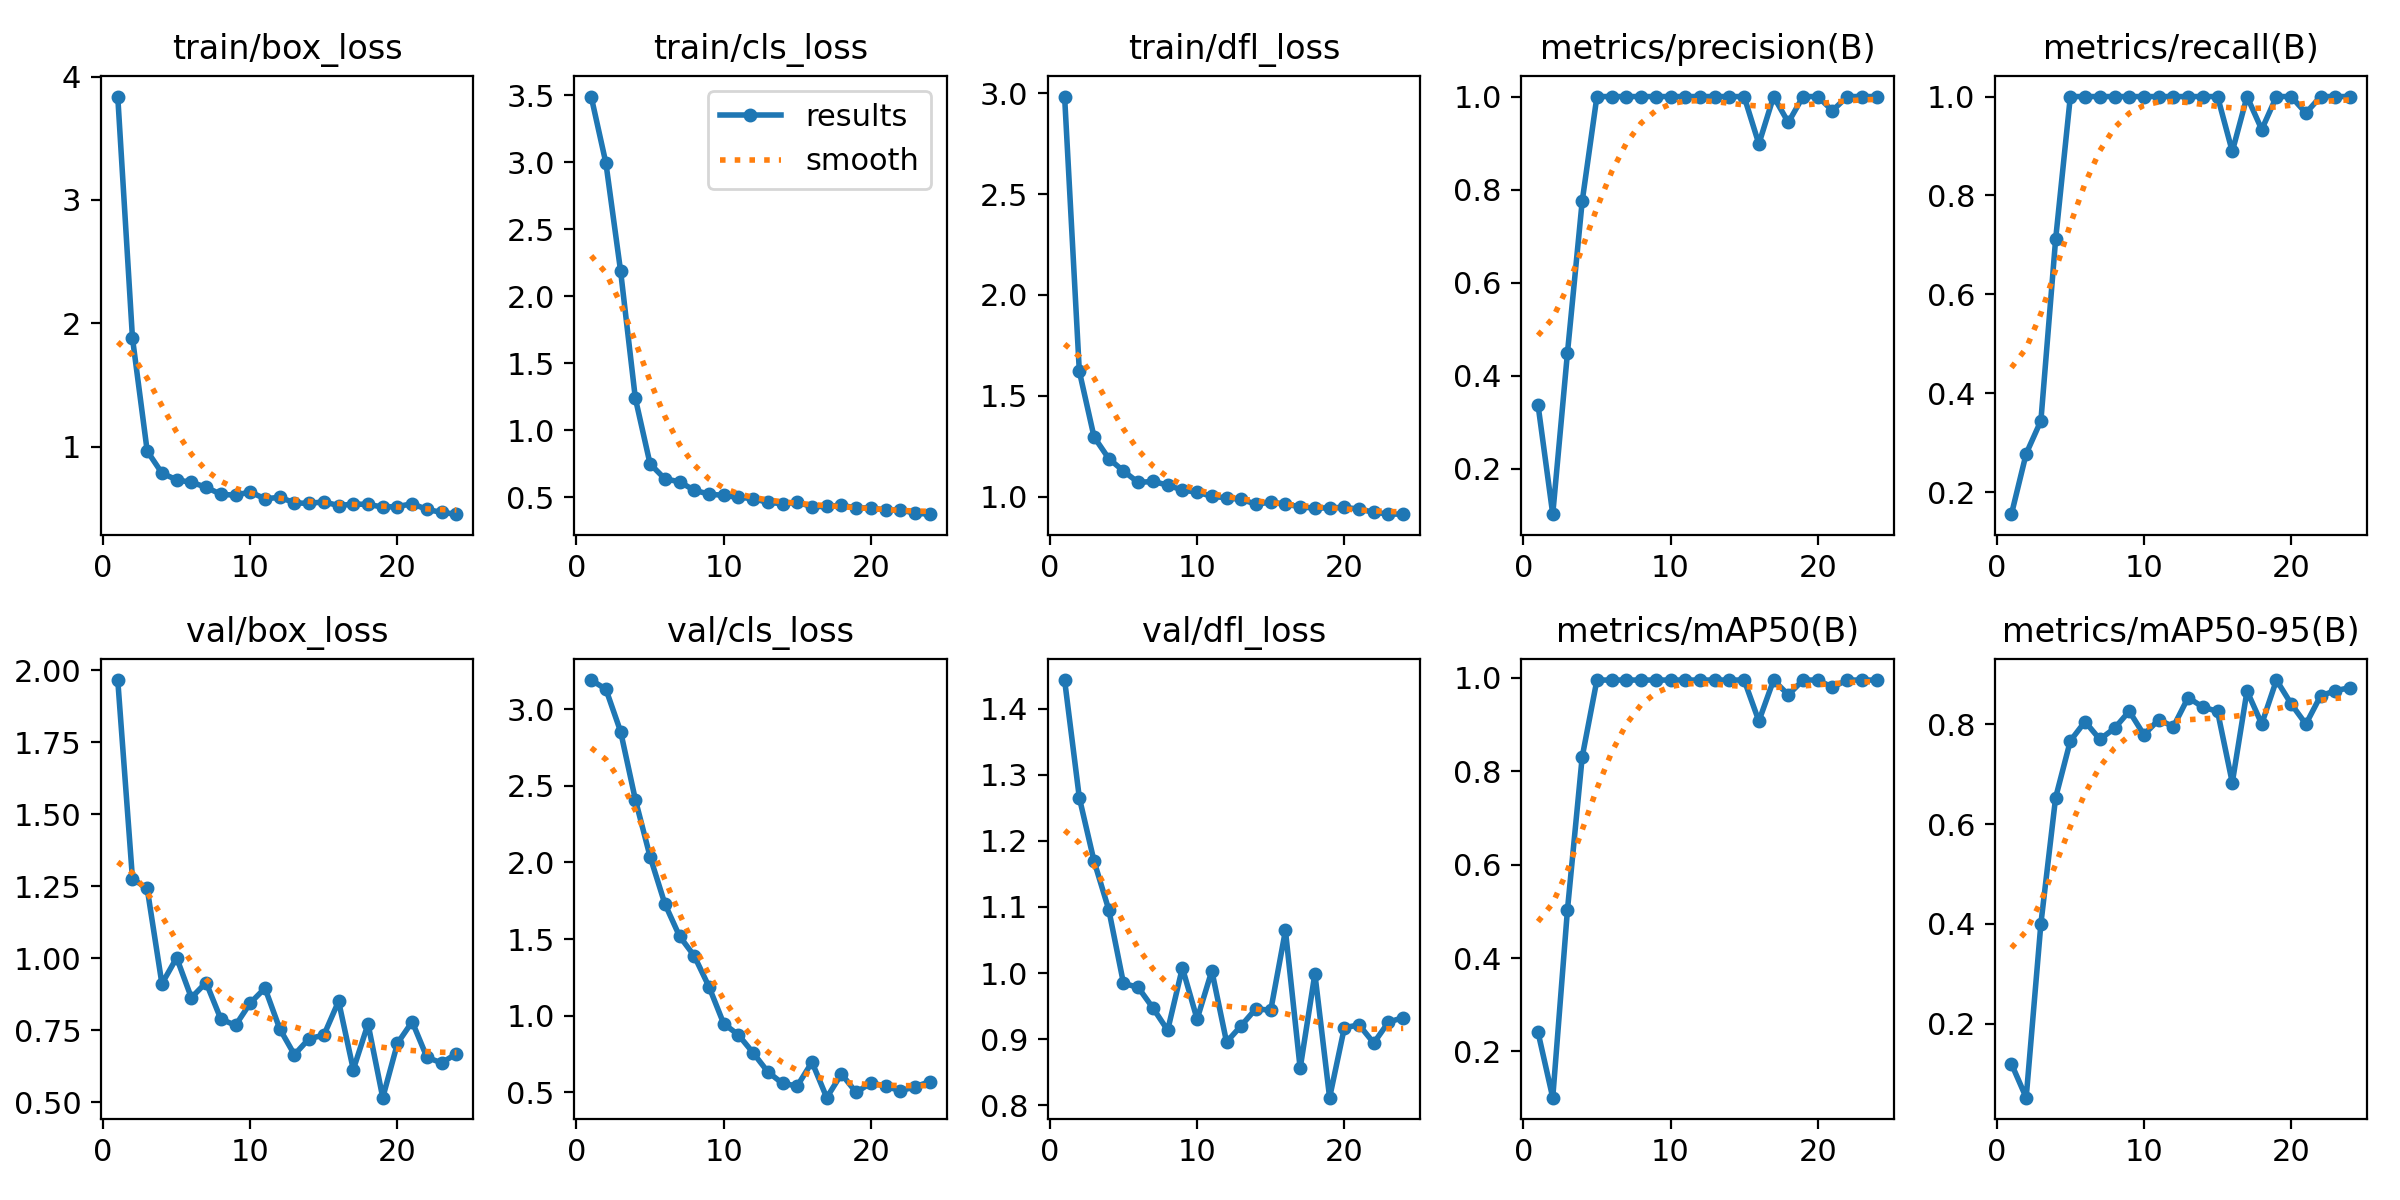 train/box_loss
4
3
2
1
0 10 20
train/cls_loss
results
smooth
3.5
3.0
2.5
2.0
1.5
1.0
0.5
0 10 20
train/dfl_loss
3.0
2.5
2.0
1.5
1.0
0 10 20
metrics/precision(B)
1.0
0.8
0.6
0.4
0.2
0 10 20
metrics/recall(B)
1.0
0.8
0.6
0.4
0.2
0 10 20
val/box_loss
2.00
1.75
1.50
1.25
1.00
0.75
0.50
0 10 20
val/cls_loss
3.0
2.5
2.0
1.5
1.0
0.5
0 10 20
val/dfl_loss
1.4
1.3
1.2
1.1
1.0
0.9
0.8
0 10 20
metrics/mAP50(B)
1.0
0.8
0.6
0.4
0.2
0 10 20
metrics/mAP50-95(B)
0.8
0.6
0.4
0.2
0 10 20